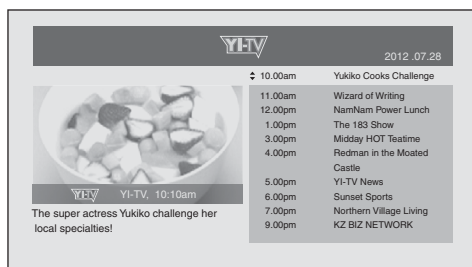 YI-TV
2012 .07.28
10.00am Yukiko Cooks Challenge
11.00am Wizard of Writing
12.00pm NamNam Power Lunch
1.00pm The 183 Show
3.00pm Midday HOT Teatime
4.00pm Redman in the Moated
Castle
5.00pm YI-TV News
6.00pm Sunset Sports
7.00pm Northern Village Living
9.00pm KZ BIZ NETWORK
YI-TV YI-TV, 10:10am
The super actress Yukiko challenge her
local specialties!